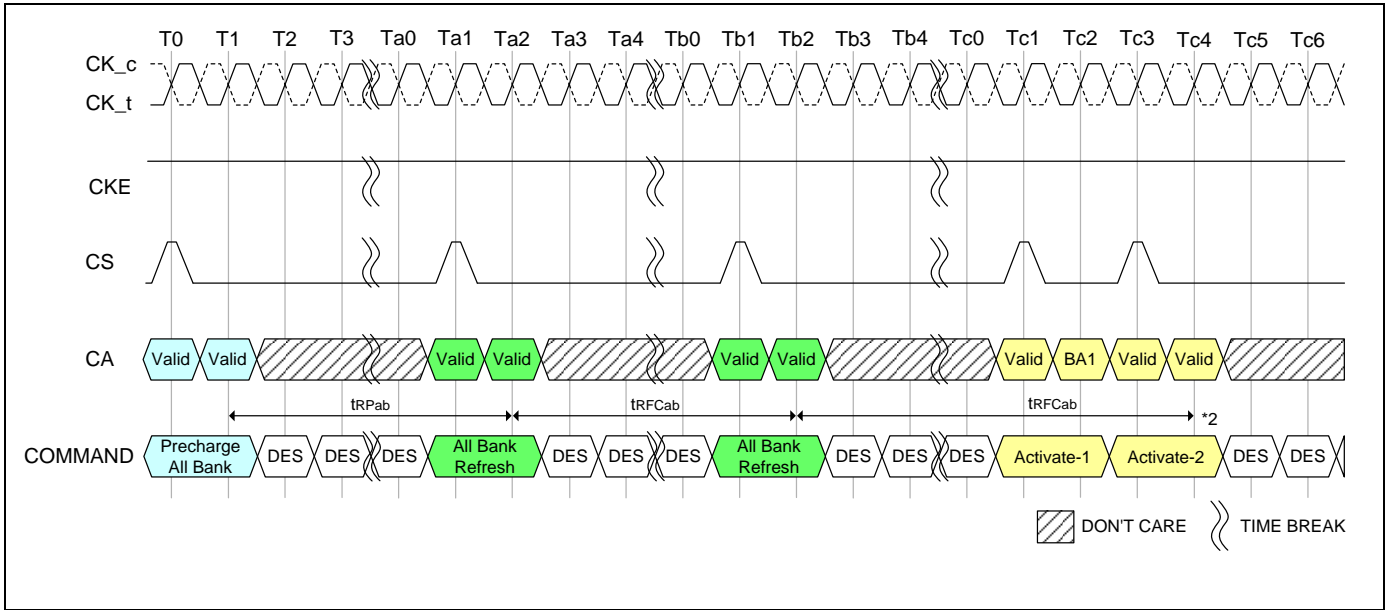 T0 T1 T2 T3 Ta0 Ta1 Ta2 Ta3 Ta4 Tb0 Tb1 Tb2 Tb3 Tb4 Tc0 Tc1 Tc2 Tc3 Tc4 Tc5 Tc6
CK_c
CK_t
CKE
CS
CA Valid Valid Valid Valid Valid Valid Valid BA1 Valid Valid
tRPab tRFCab tRFCab *2
COMMAND Precharge All Bank DES DES DES All Bank Refresh DES DES DES All Bank Refresh DES DES DES Activate-1 Activate-2 DES DES
DON'T CARE TIME BREAK